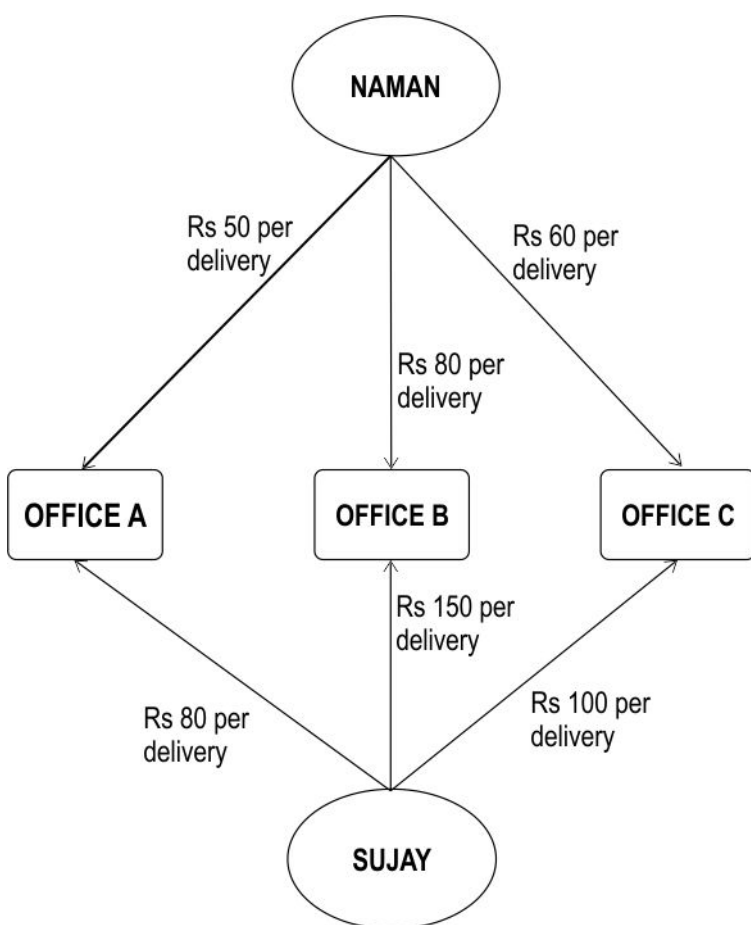 NAMAN
Rs 50 per
delivery
Rs 60 per
delivery
Rs 80 per
delivery
OFFICE A
OFFICE B
OFFICE C
Rs 150 per
delivery
Rs 80 per
delivery
Rs 100 per
delivery
SUJAY